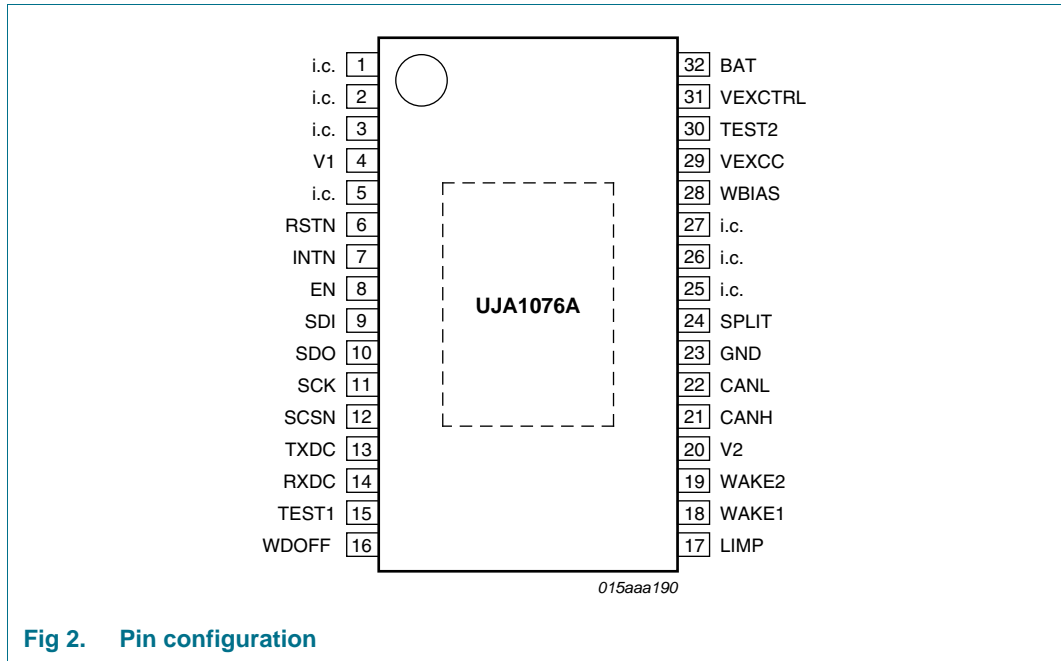 i.c. 1 32 BAT
i.c. 2 31 VEXCTRL
i.c. 3 30 TEST2
V1 4 29 VEXCC
i.c. 5 28 WBIAS
RSTN 6 27 i.c.
INTN 7 26 i.c.
EN 8 25 i.c.
UJA1076A
SDI 9 24 SPLIT
SDO 10 23 GND
SCK 11 22 CANL
SCSN 12 21 CANH
TXDC 13 20 V2
RXDC 14 19 WAKE2
TEST1 15 18 WAKE1
WDOFF 16 17 LIMP
015aaa190
Fig 2. Pin configuration